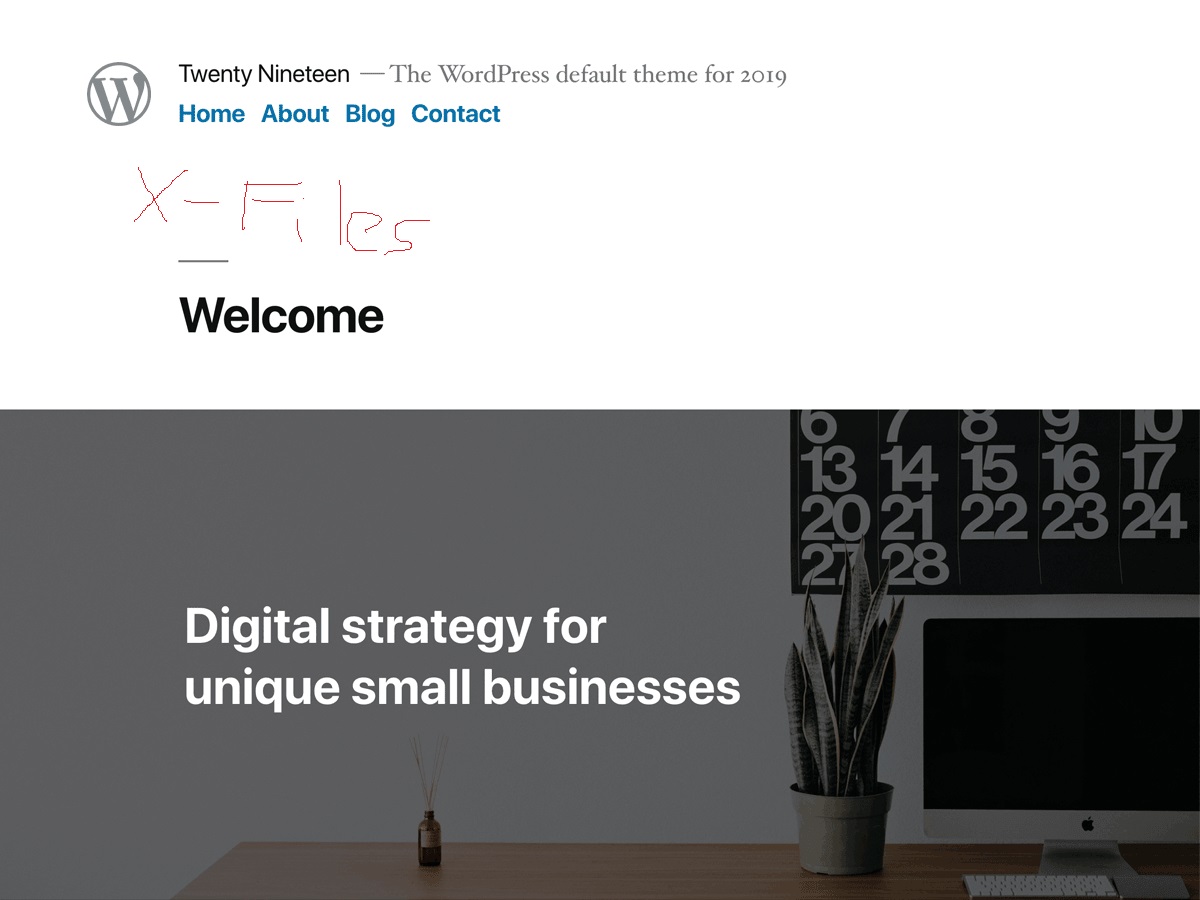 Twenty Nineteen — The WordPress default theme for 2019
Home About Blog Contact
X-Files
Welcome
6 7 8 9 10
13 14 15 16 17
20 21 22 23 24
27 28
Digital strategy for
unique small businesses